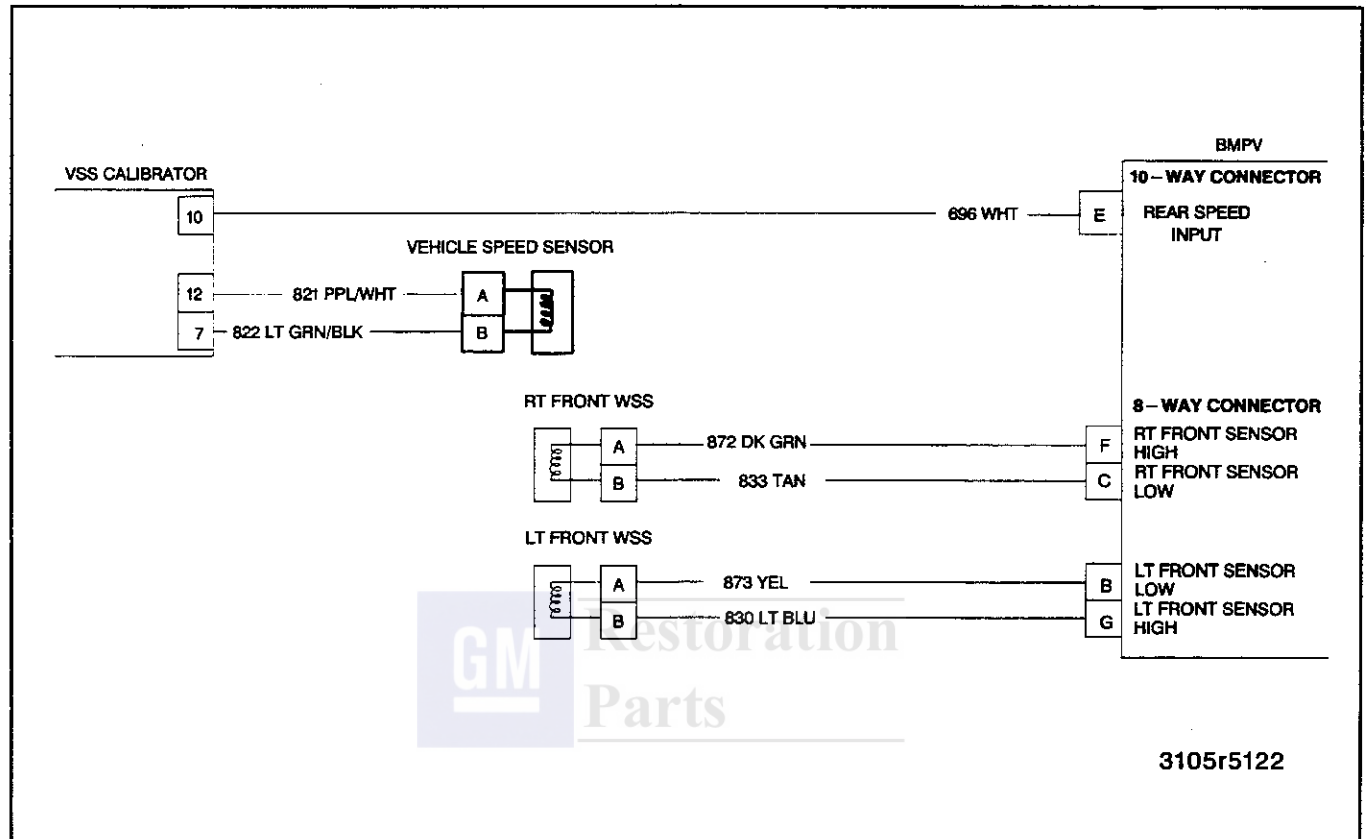 BMPV
VSS CALIBRATOR
10-WAY CONNECTOR
10
696 WHT
E
REAR SPEED
INPUT
VEHICLE SPEED SENSOR
12
821 PPL/WHT
A
7
822 LT GRN/BLK
B
RT FRONT WSS
8-WAY CONNECTOR
A
872 DK GRN
F
RT FRONT SENSOR
HIGH
B
833 TAN
C
RT FRONT SENSOR
LOW
LT FRONT WSS
A
873 YEL
B
LT FRONT SENSOR
LOW
B
830 LT BLU
G
LT FRONT SENSOR
HIGH
GM
Restoration
Parts
3105r5122